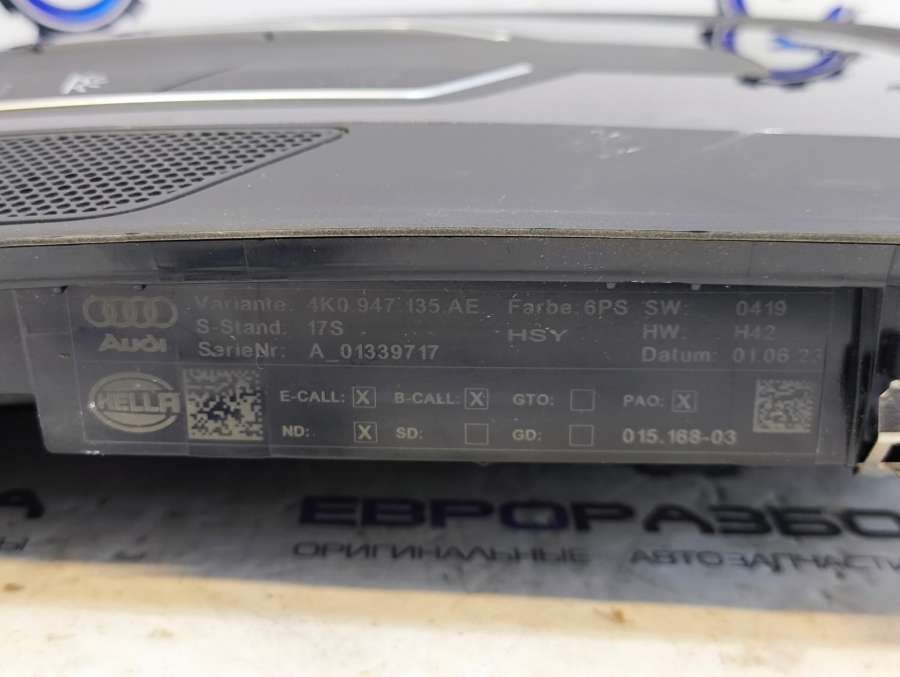 Variante: 4K0.947.135.AE Farbe: 6PS SW: 0419
S-Stand. 17S HSY HW: H42
Audi SerieNr: A_01339717 Datum: 01.06.23
HELLA E-CALL: X B-CALL: X GTO: PAO: X
ND: X SD: GD: 015.168-03
ЕВРОРАЗБО
ОРИГИНАЛЬНЫЕ АВТОЗАПЧАСТИ